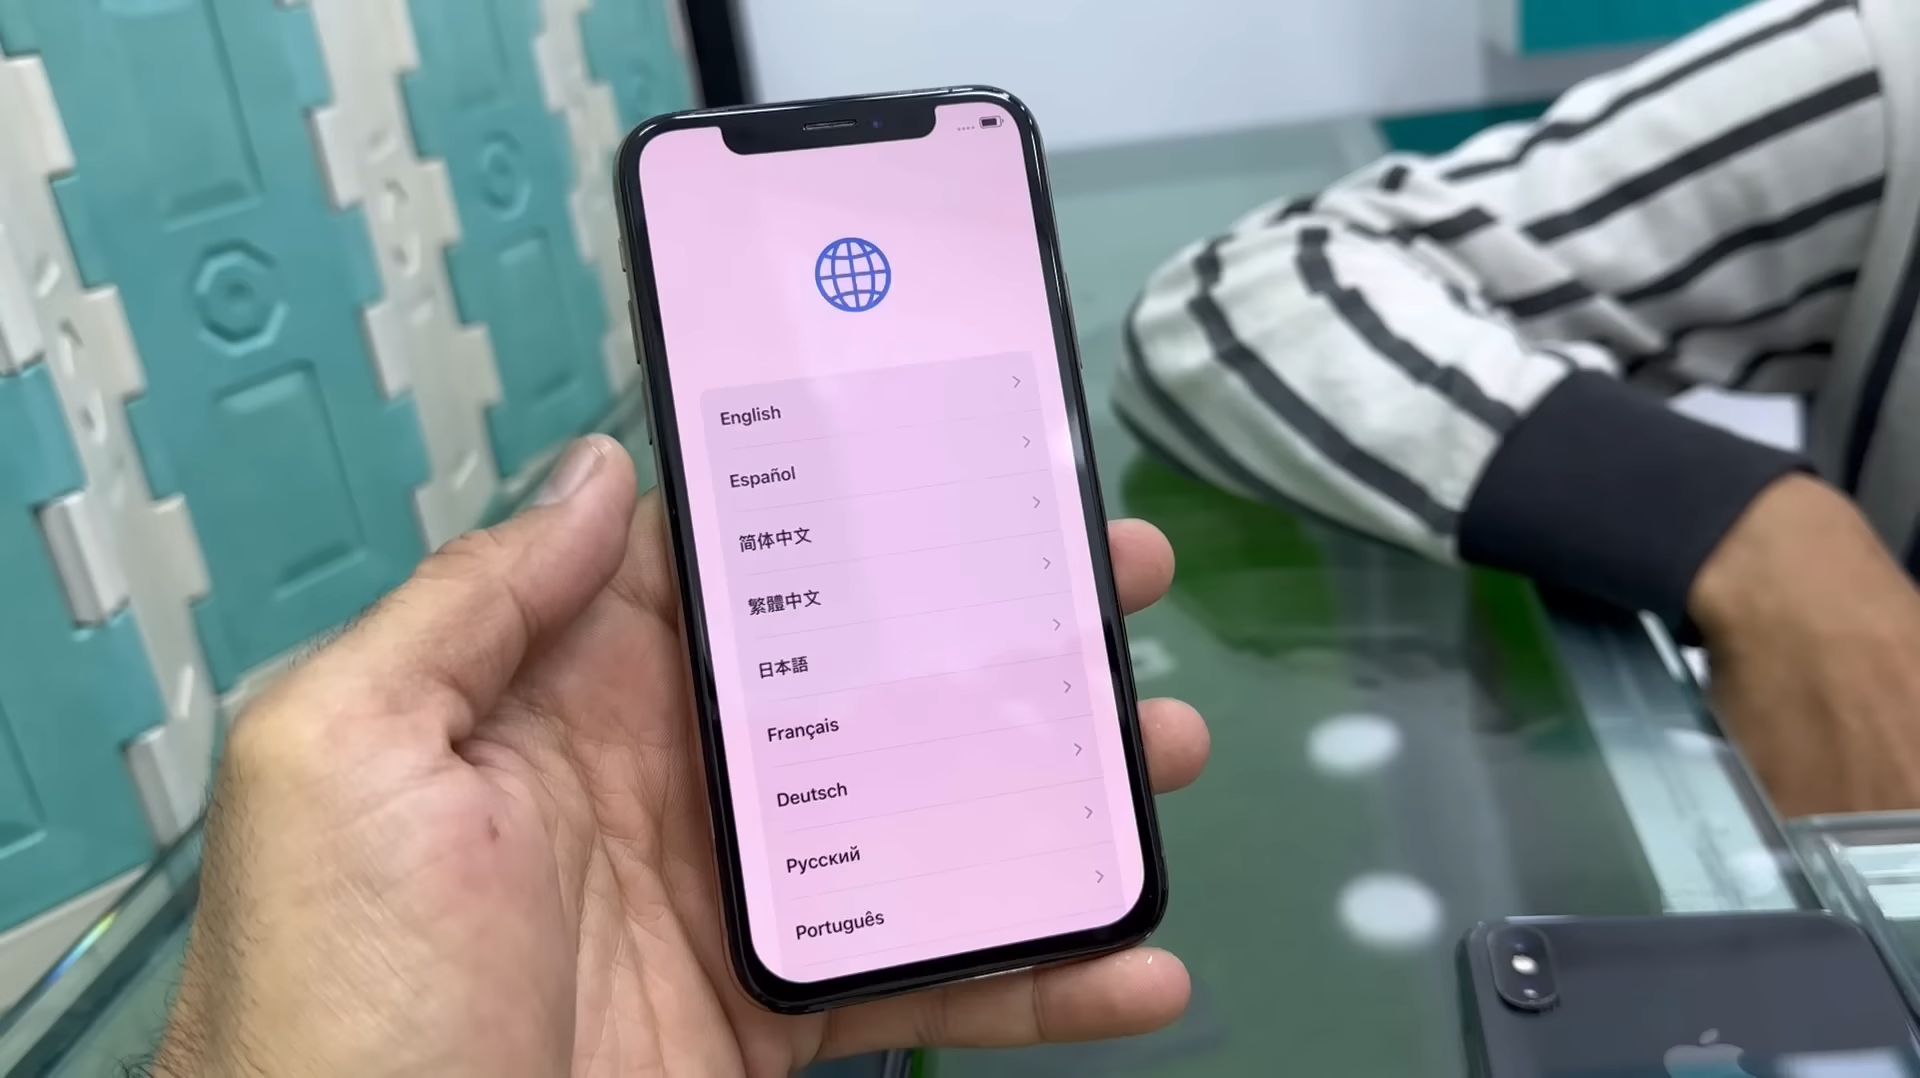 English
Español
简体中文
繁體中文
日本語
Français
Deutsch
Русский
Português